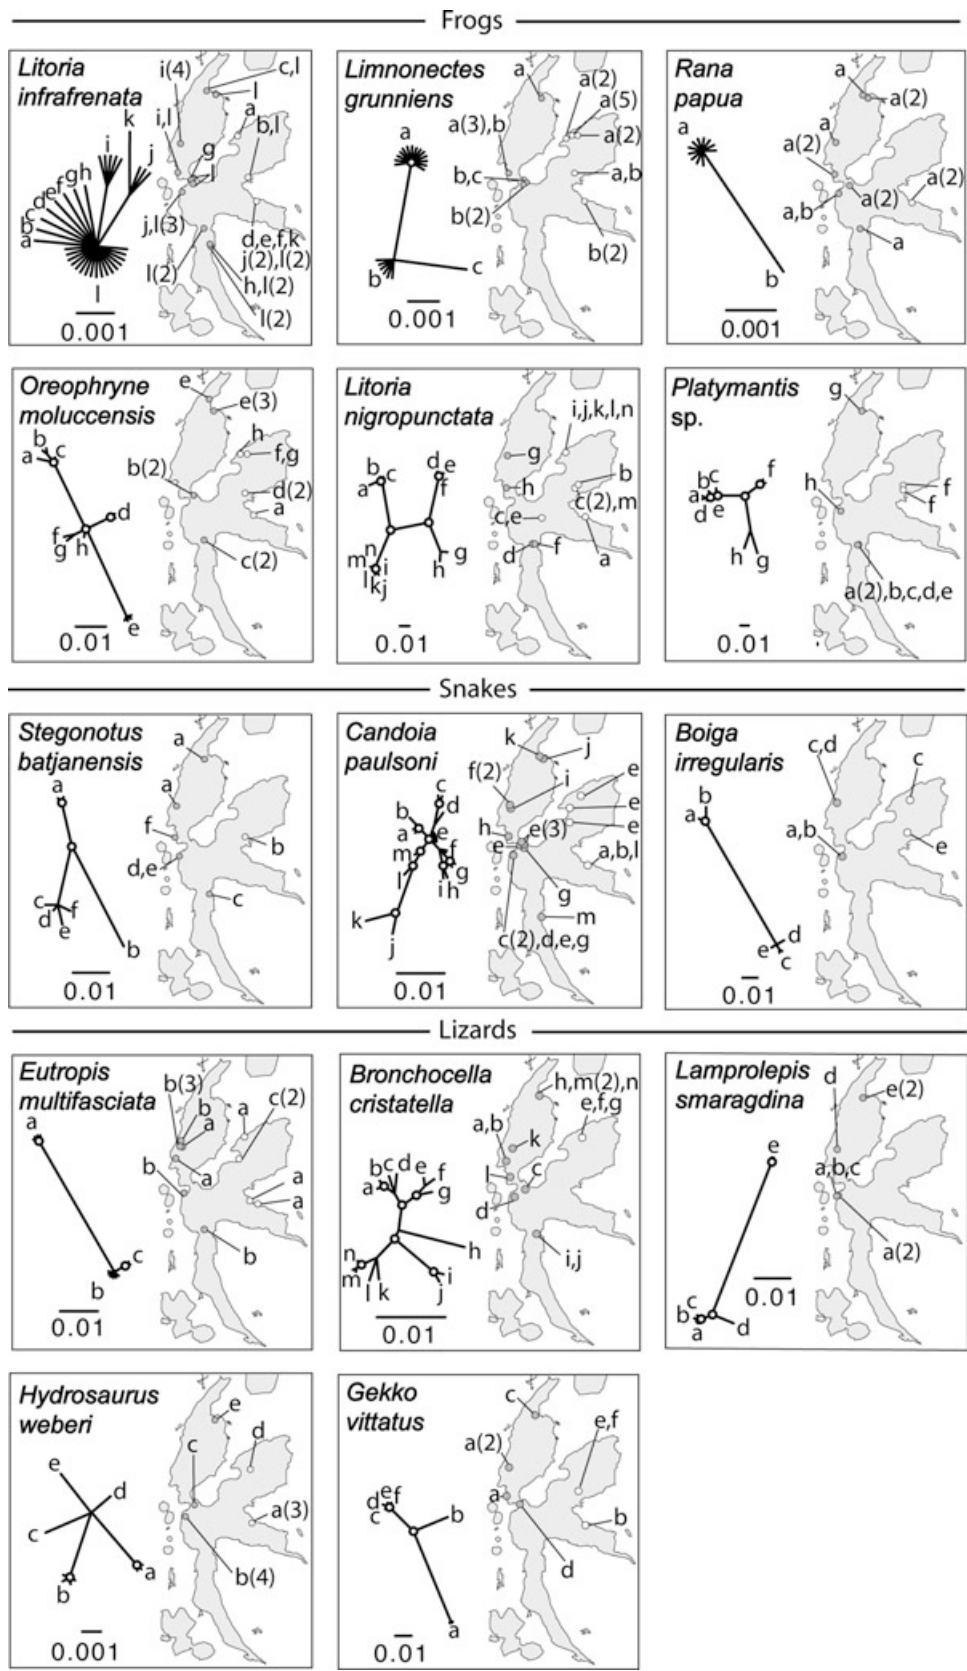 Frogs
Litoria
infrafrenata
i(4)
c,l
l
a
b,l
i,l
g
l
k
i
j
gh
f
e
d
c
b
a
l
j,l(3)
l(2)
d,e,f,k
j(2),l(2)
h,l(2)
l(2)
0.001
Limnonectes
grunniens
a
a(2)
a(5)
a(2)
a(3),b
a
b,c
a,b
b(2)
b(2)
b
c
0.001
Rana
papua
a
a(2)
a
a
a(2)
a(2)
a(2)
a,b
a
b
0.001
Oreophryne
moluccensis
e
e(3)
h
f,g
b
c
a
b(2)
d(2)
a
d
f
g
h
c(2)
e
0.01
Litoria
nigropunctata
i,j,k,l,n
g
b
c
a
d
e
f
h
b
c(2),m
c,e
n
m
i
l
k
j
g
h
d
f
a
0.01
Platymantis
sp.
g
f
b
c
a
d
e
h
f
f
h
g
a(2),b,c,d,e
0.01
Snakes
Stegonotus
batjanensis
a
a
a
f
b
d,e
c
d
e
f
c
b
0.01
Candoia
paulsoni
k
j
f(2)
i
e
e
e
c
d
b
a
e
h
e(3)
e
m
f
g
l
i
h
a,b,l
g
k
j
m
c(2),d,e,g
0.01
Boiga
irregularis
c,d
c
b
a
a,b
e
d
e
c
0.01
Lizards
Eutropis
multifasciata
b(3)
b
a
a
c(2)
a
b
a
a
a
c
b
b
0.01
Bronchocella
cristatella
h,m(2),n
e,f,g
a,b
k
l
c
d
b
c
d
e
f
a
g
h
n
m
l
k
i
j
i,j
0.01
Lamprolepis
smaragdina
d
e(2)
e
a,b,c
a(2)
c
b
a
d
0.01
Hydrosaurus
weberi
e
d
c
e
d
c
a(3)
b
a
b(4)
0.001
Gekko
vittatus
c
e,f
a(2)
a
d
e
f
c
b
b
d
a
0.01